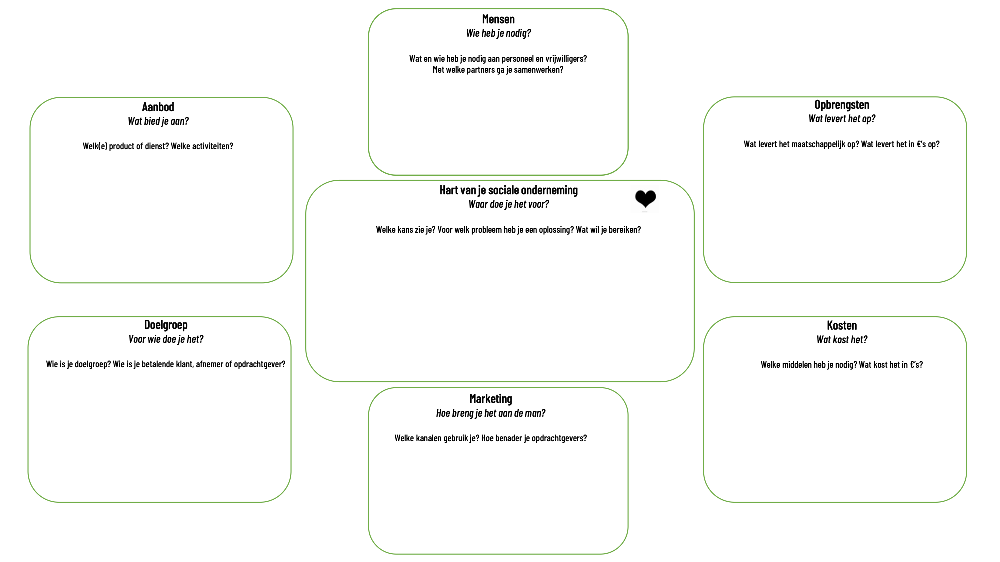 Mensen
Wie heb je nodig?
Wat en wie heb je nodig aan personeel en vrijwilligers?
Met welke partners ga je samenwerken?
Aanbod
Wat bied je aan?
Welk(e) product of dienst? Welke activiteiten?
Opbrengsten
Wat levert het op?
Wat levert het maatschappelijk op? Wat levert het in €’s op?
Hart van je sociale onderneming
Waar doe je het voor?
Welke kans zie je? Voor welk probleem heb je een oplossing? Wat wil je bereiken?
Doelgroep
Voor wie doe je het?
Wie is je doelgroep? Wie is je betalende klant, afnemer of opdrachtgever?
Kosten
Wat kost het?
Welke middelen heb je nodig? Wat kost het in €’s?
Marketing
Hoe breng je het aan de man?
Welke kanalen gebruik je? Hoe benader je opdrachtgevers?